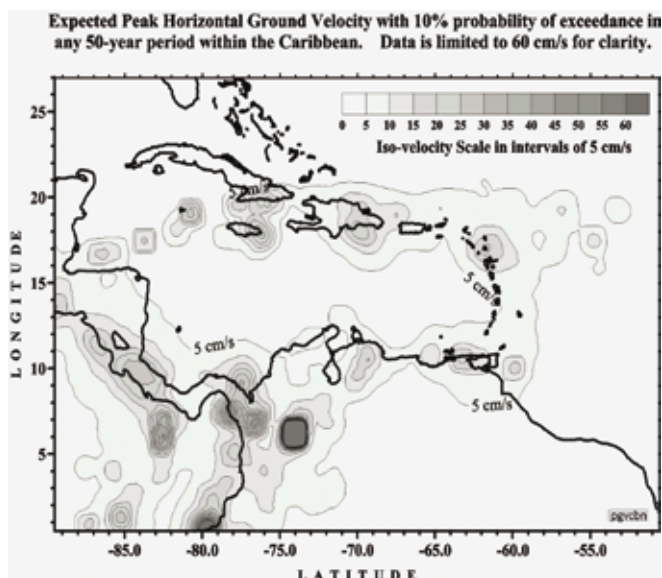 Expected Peak Horizontal Ground Velocity with 10% probability of exceedance in
any 50-year period within the Caribbean. Data is limited to 60 cm/s for clarity.
0 5 10 15 20 25 30 35 40 45 50 55 60
Iso-velocity Scale in intervals of 5 cm/s
25
20
15
10
5
LONGITUDE
5 cm/s
5 cm/s
5 cm/s
5 cm/s
pgvcbn
-85.0 -80.0 -75.0 -70.0 -65.0 -60.0 -55.0
LATITUDE